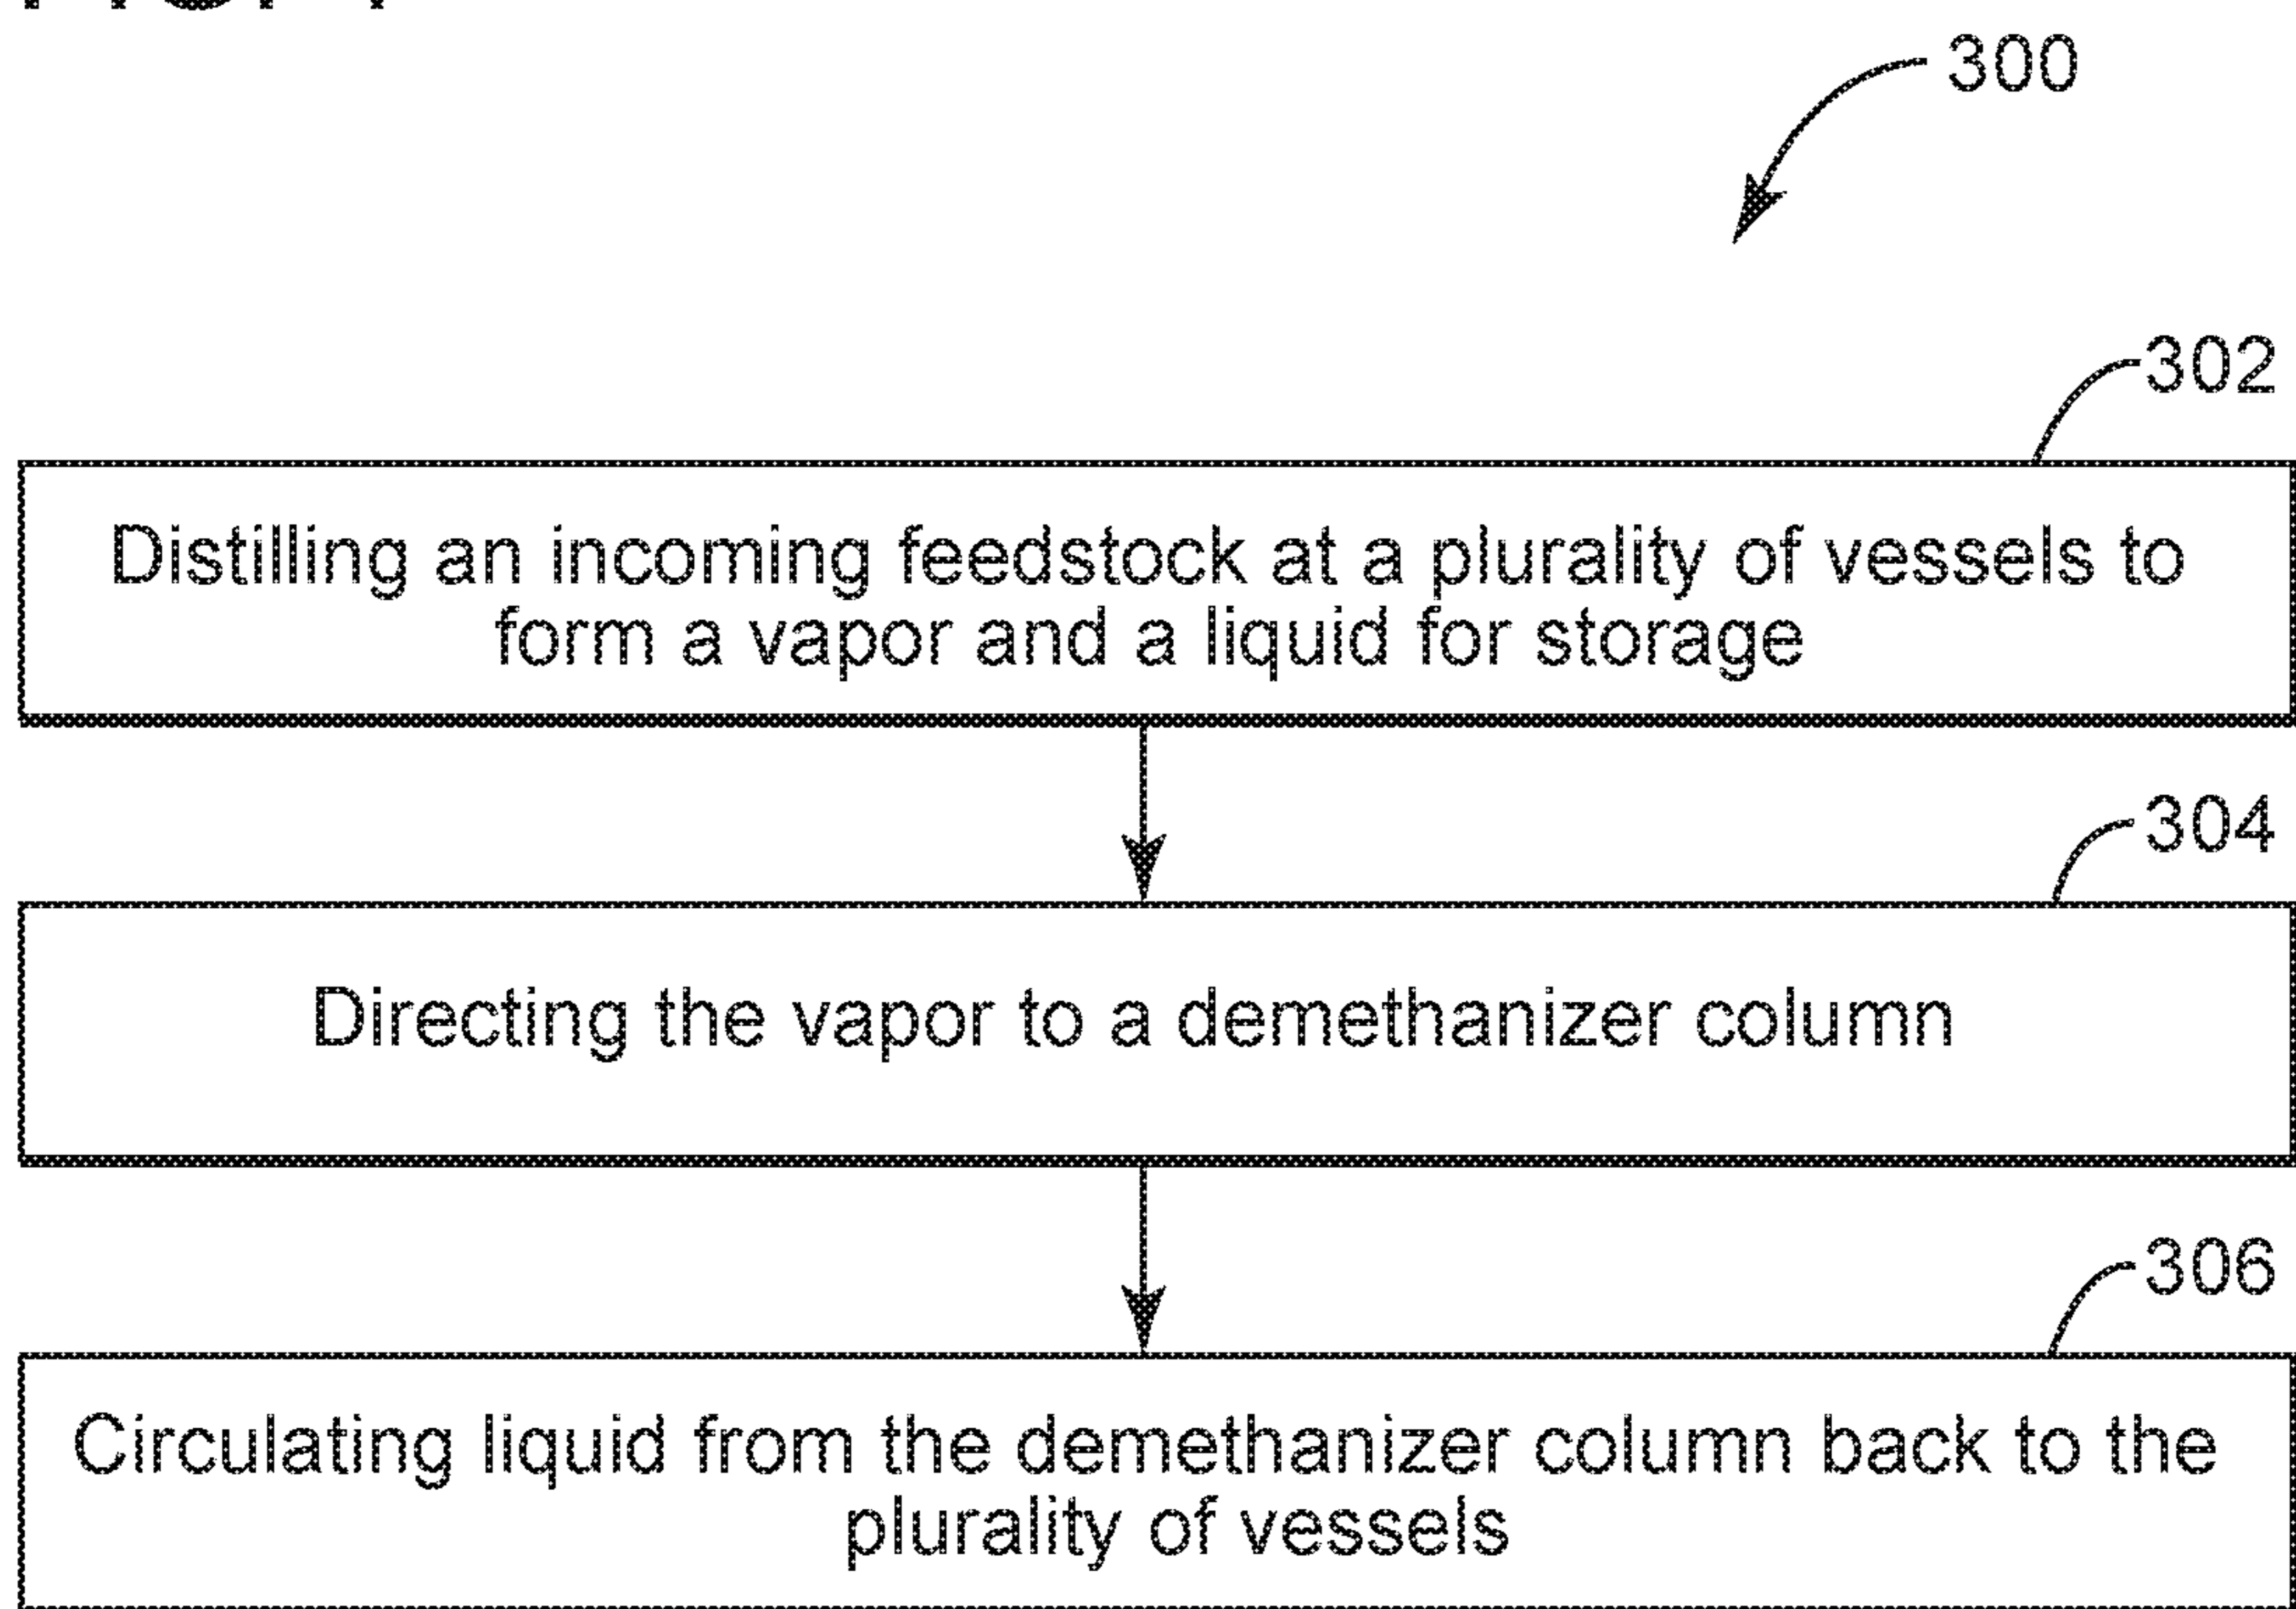 300
302
Distilling an incoming feedstock at a plurality of vessels to
form a vapor and a liquid for storage
304
Directing the vapor to a demethanizer column
306
Circulating liquid from the demethanizer column back to the
plurality of vessels